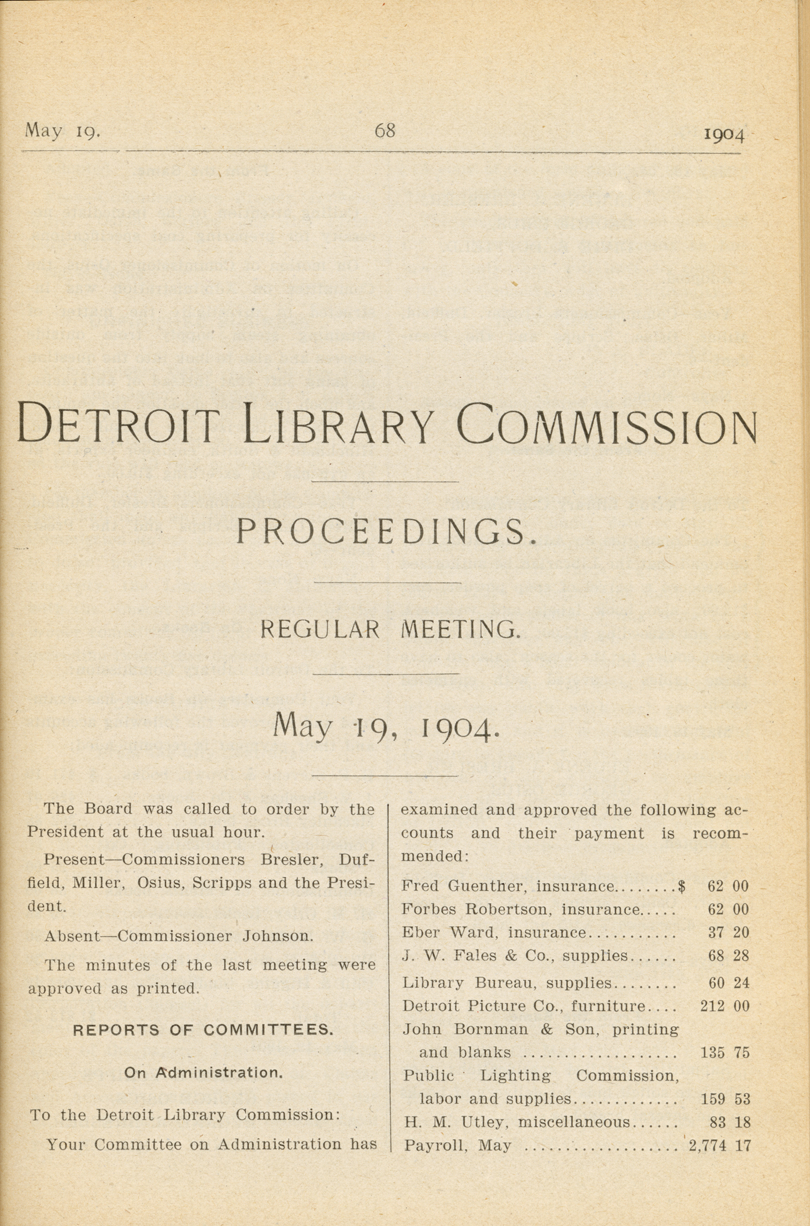 May 19. 68 1904
DETROIT LIBRARY COMMISSION
PROCEEDINGS.
REGULAR MEETING.
May 19, 1904.
The Board was called to order by the
President at the usual hour.
Present—Commissioners Bresler, Duf-
field, Miller, Osius, Scripps and the Presi-
dent.
Absent—Commissioner Johnson.
The minutes of the last meeting were
approved as printed.
REPORTS OF COMMITTEES.
On Administration.
To the Detroit Library Commission:
Your Committee on Administration has
examined and approved the following ac-
counts and their payment is recom-
mended:
Fred Guenther, insurance........$ 62 00
Forbes Robertson, insurance..... 62 00
Eber Ward, insurance........... 37 20
J. W. Fales & Co., supplies...... 68 28
Library Bureau, supplies........ 60 24
Detroit Picture Co., furniture.... 212 00
John Bornman & Son, printing
and blanks ................... 135 75
Public Lighting Commission,
labor and supplies............. 159 53
H. M. Utley, miscellaneous...... 83 18
Payroll, May ................... 2,774 17